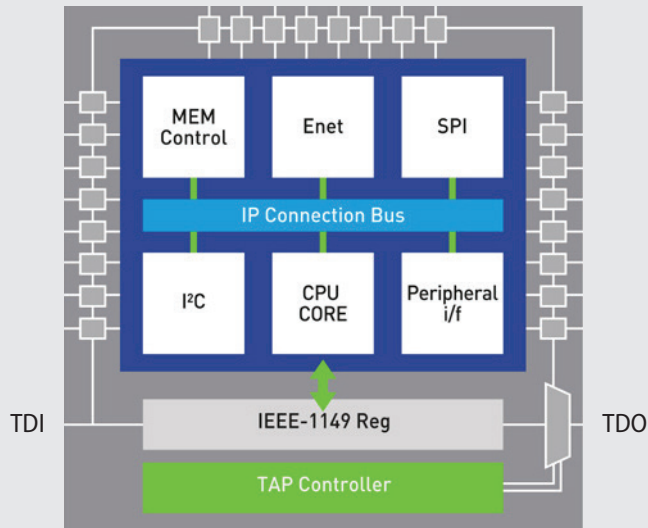 MEM
Control
Enet
SPI
IP Connection Bus
I²C
CPU
CORE
Peripheral
i/f
TDI
IEEE-1149 Reg
TDO
TAP Controller